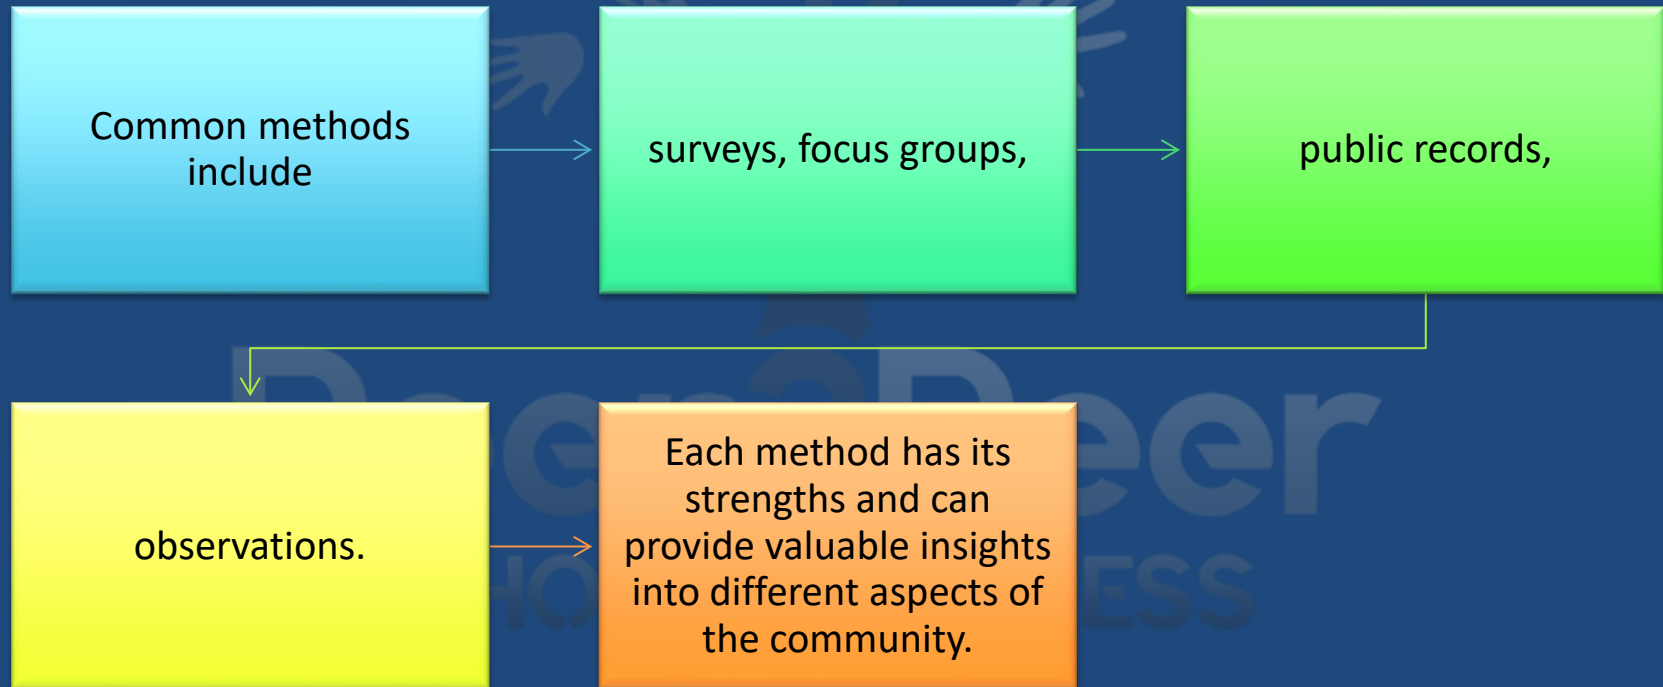 Common methods
include
surveys, focus groups,
public records,
observations.
Each method has its
strengths and can
provide valuable insights
into different aspects of
the community.